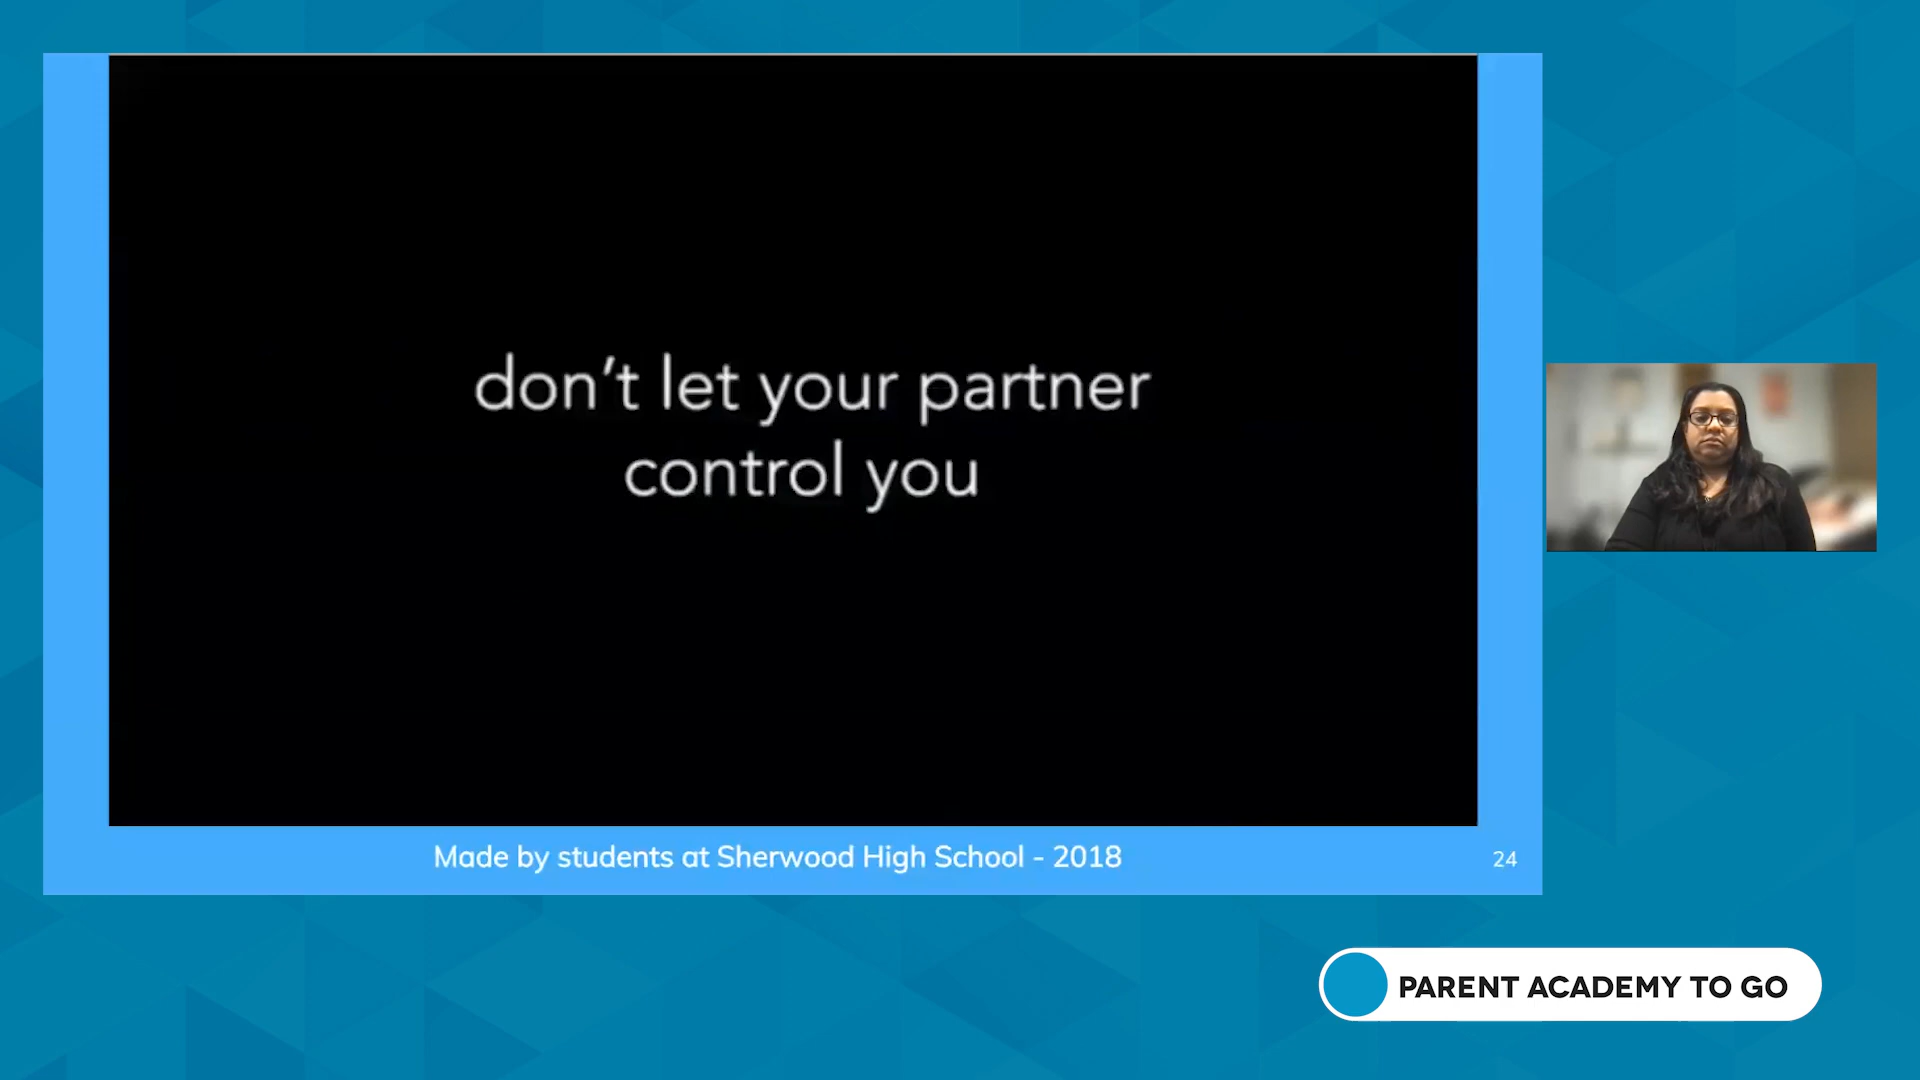 don't let your partner
control you
Made by students at Sherwood High School - 2018
24
PARENT ACADEMY TO GO